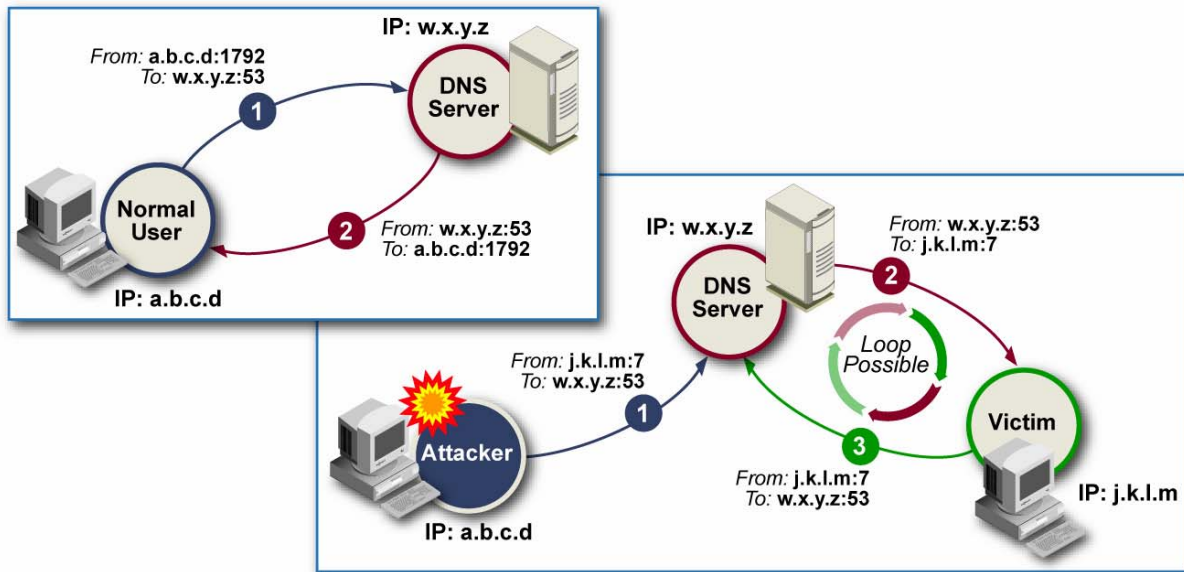 IP: w.x.y.z
From: a.b.c.d:1792
To: w.x.y.z:53
1
DNS
Server
Normal
User
2
From: w.x.y.z:53
To: a.b.c.d:1792
IP: a.b.c.d
IP: w.x.y.z
From: w.x.y.z:53
To: j.k.l.m:7
2
DNS
Server
Loop
Possible
From: j.k.l.m:7
To: w.x.y.z:53
1
Attacker
IP: a.b.c.d
Victim
3
From: j.k.l.m:7
To: w.x.y.z:53
IP: j.k.l.m